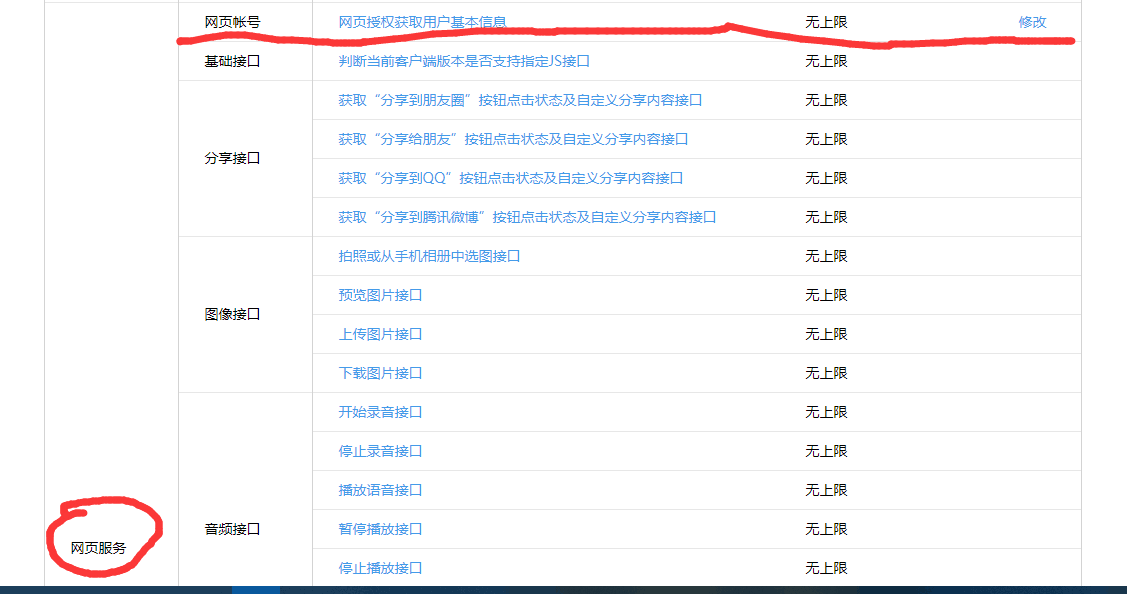 网页帐号 网页授权获取用户基本信息 无上限 修改
基础接口 判断当前客户端版本是否支持指定JS接口 无上限
分享接口 获取“分享到朋友圈”按钮点击状态及自定义分享内容接口 无上限
获取“分享给朋友”按钮点击状态及自定义分享内容接口 无上限
获取“分享到QQ”按钮点击状态及自定义分享内容接口 无上限
获取“分享到腾讯微博”按钮点击状态及自定义分享内容接口 无上限
图像接口 拍照或从手机相册中选图接口 无上限
预览图片接口 无上限
上传图片接口 无上限
下载图片接口 无上限
音频接口 开始录音接口 无上限
停止录音接口 无上限
播放语音接口 无上限
暂停播放接口 无上限
网页服务 停止播放接口 无上限